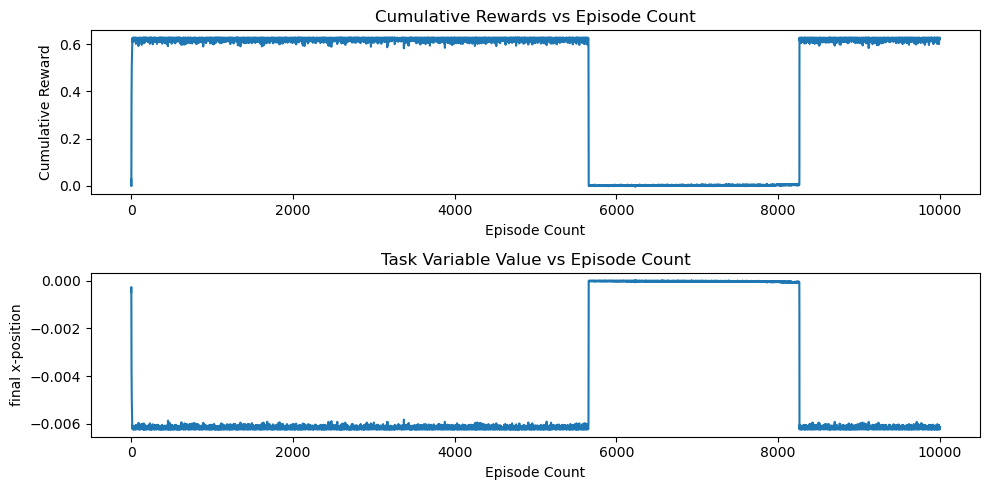 Cumulative Rewards vs Episode Count
Cumulative Reward
0.6
0.4
0.2
0.0
0 2000 4000 6000 8000 10000
Episode Count
Task Variable Value vs Episode Count
final x-position
0.000
−0.002
−0.004
−0.006
0 2000 4000 6000 8000 10000
Episode Count